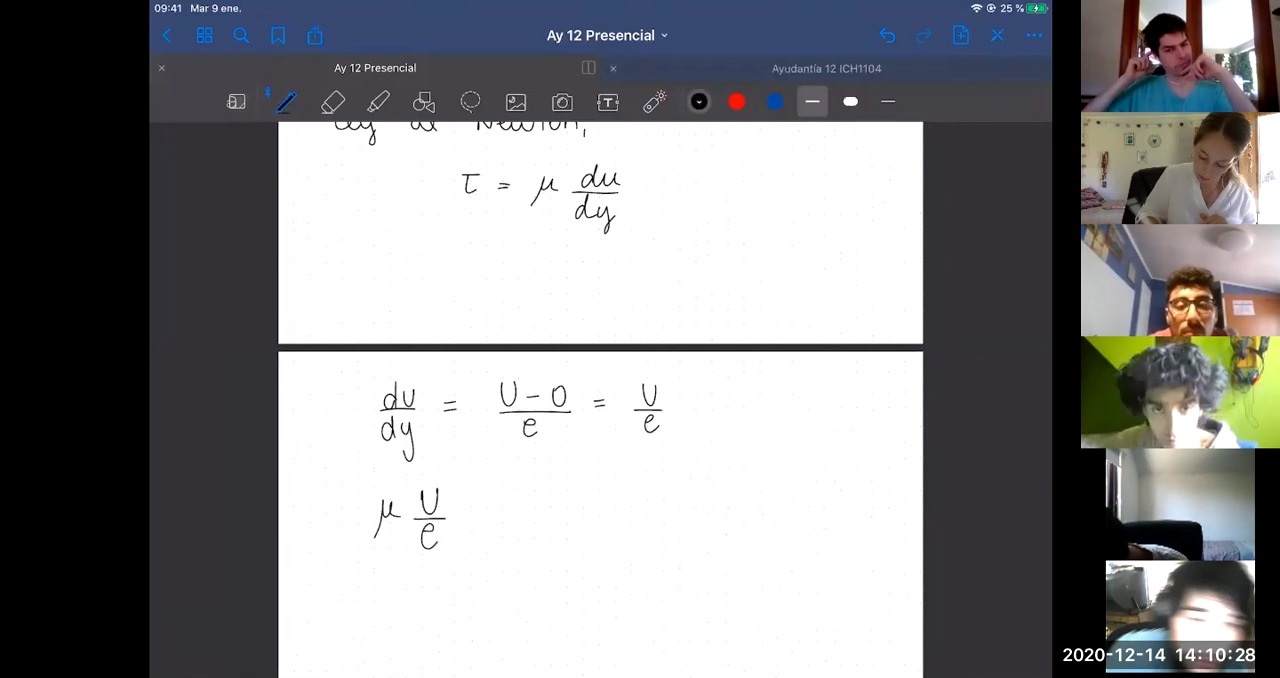 09:41 Mar 9 ene. 25 %
Ay 12 Presencial
Ay 12 Presencial Ayudantía 12 ICH1104
T
Ley de Newton,
τ = μ du/dy
dU/dy = U - 0 / e = U/e
μ U/e
2020-12-14 14:10:28